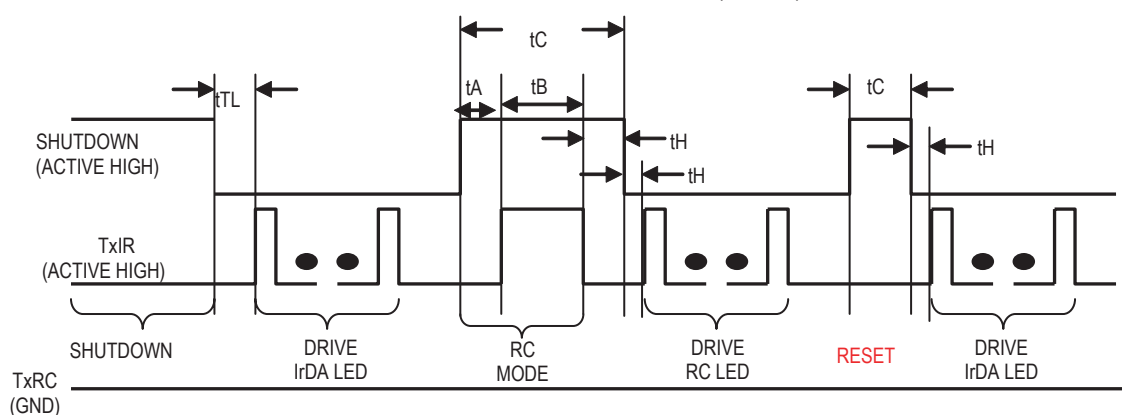 tC
tTL
tA
tB
tC
SHUTDOWN
(ACTIVE HIGH)
tH
tH
tH
TxIR
(ACTIVE HIGH)
SHUTDOWN
DRIVE
IrDA LED
RC
MODE
DRIVE
RC LED
RESET
DRIVE
IrDA LED
TxRC
(GND)